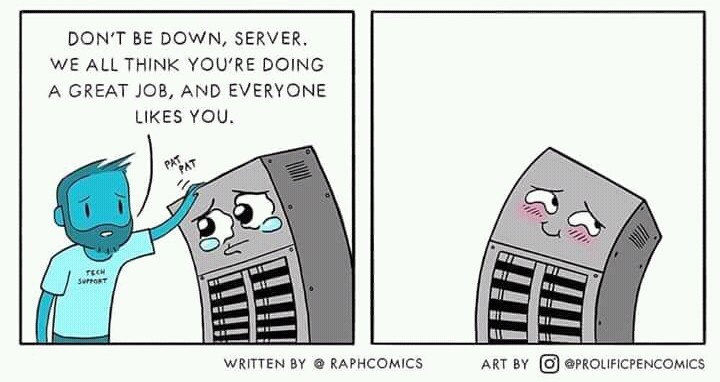 DON'T BE DOWN, SERVER.
WE ALL THINK YOU'RE DOING
A GREAT JOB, AND EVERYONE
LIKES YOU.
PAT
PAT
TECH
SUPPORT
WRITTEN BY @ RAPHCOMICS
ART BY @PROLIFICPENCOMICS